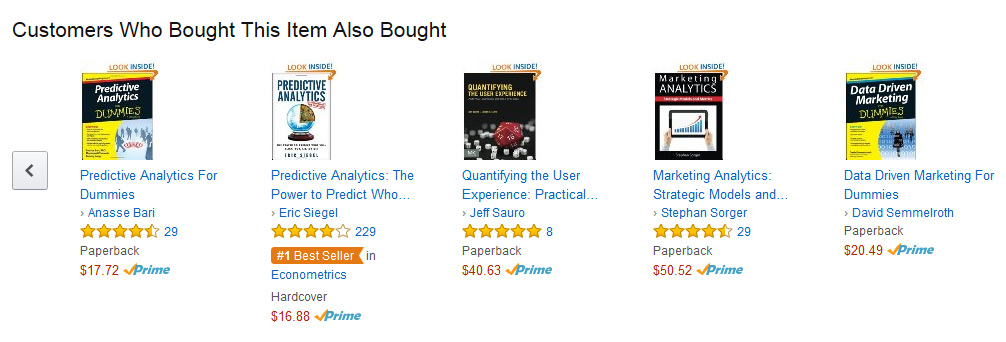 Customers Who Bought This Item Also Bought
LOOK INSIDE!
Predictive
Analytics
FOR
DUMMIES
Predictive Analytics For
Dummies
› Anasse Bari
29
Paperback
$17.72 Prime
LOOK INSIDE!
PREDICTIVE
ANALYTICS
ERIC SIEGEL
Predictive Analytics: The
Power to Predict Who...
› Eric Siegel
229
#1 Best Seller in
Econometrics
Hardcover
$16.88 Prime
LOOK INSIDE!
QUANTIFYING
THE USER EXPERIENCE
Quantifying the User
Experience: Practical...
› Jeff Sauro
8
Paperback
$40.63 Prime
LOOK INSIDE!
Marketing
ANALYTICS
Strategic Models and Metrics
Stephan Sorger
Marketing Analytics:
Strategic Models and...
› Stephan Sorger
29
Paperback
$50.52 Prime
LOOK INSIDE!
Data Driven
Marketing
FOR
DUMMIES
Data Driven Marketing For
Dummies
› David Semmelroth
Paperback
$20.49 Prime